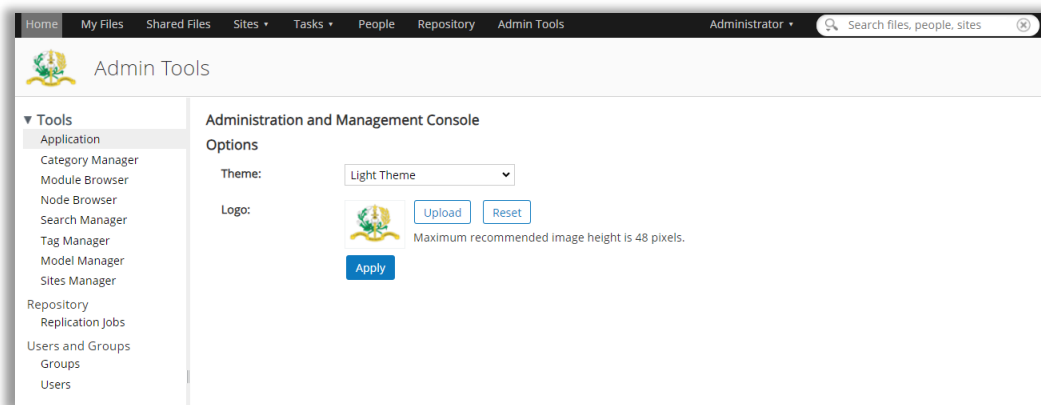 Home My Files Shared Files Sites Tasks People Repository Admin Tools Administrator Search files, people, sites
Admin Tools
Tools
Application
Category Manager
Module Browser
Node Browser
Search Manager
Tag Manager
Model Manager
Sites Manager
Repository
Replication Jobs
Users and Groups
Groups
Users
Administration and Management Console
Options
Theme: Light Theme
Logo: Upload Reset
Maximum recommended image height is 48 pixels.
Apply